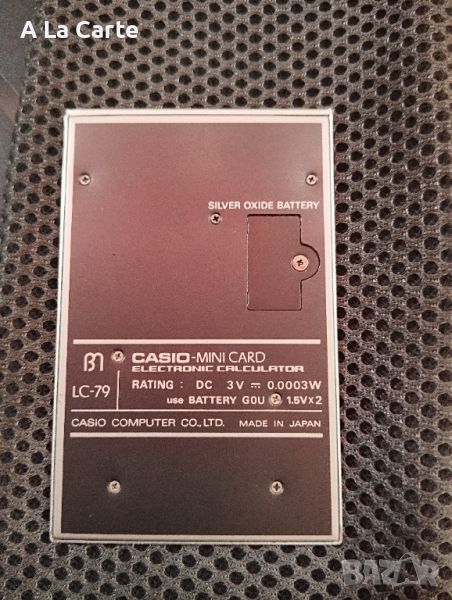 A La Carte
SILVER OXIDE BATTERY
CASIO-MINI CARD
ELECTRONIC CALCULATOR
LC-79
RATING : DC 3V ⎓ 0.0003W
use BATTERY G0U 1.5V×2
CASIO COMPUTER CO., LTD. MADE IN JAPAN
BAZAR